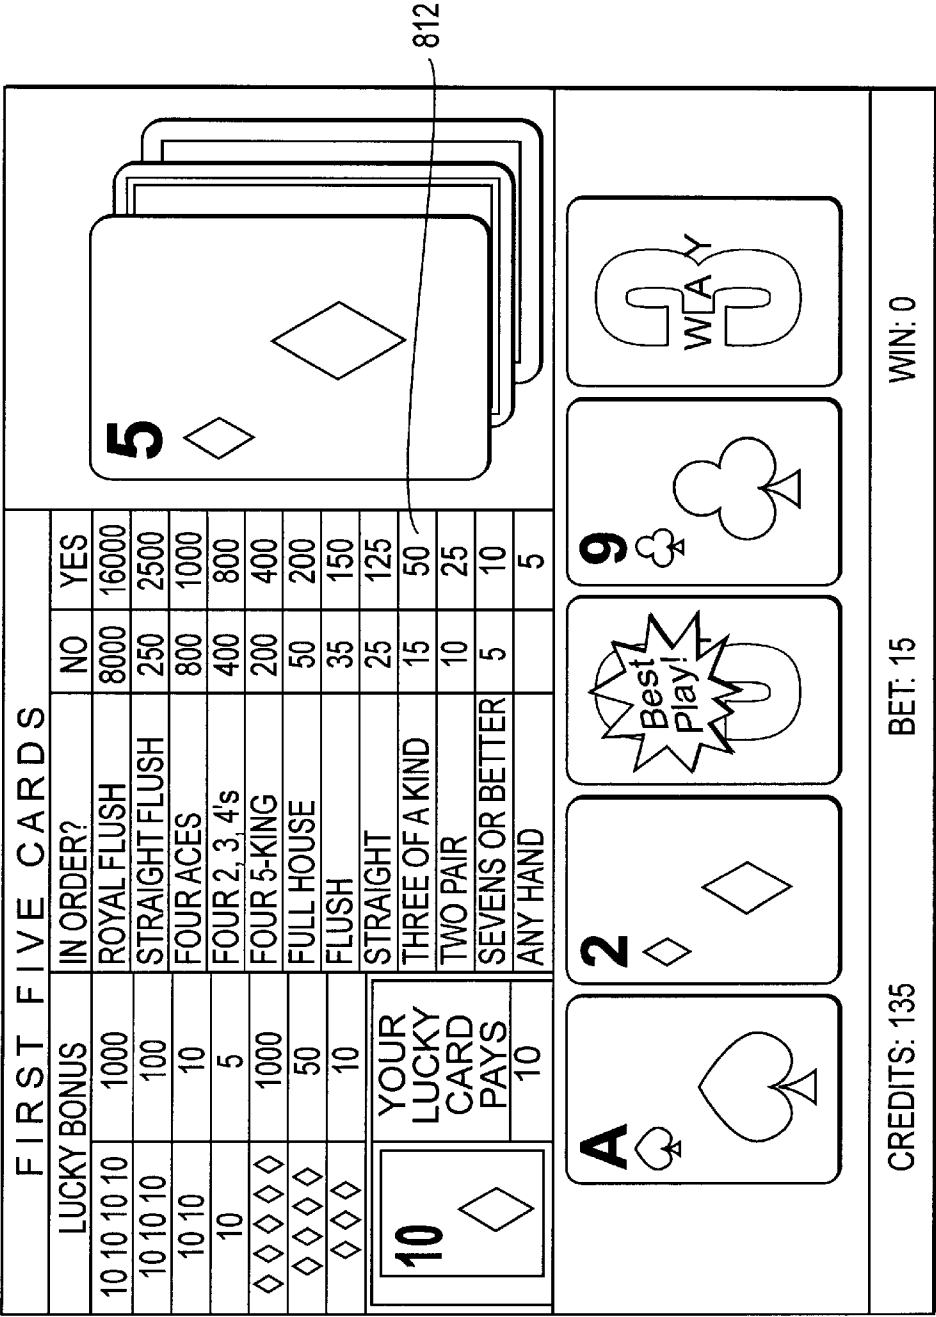 812
FIRST FIVE CARDS
LUCKY BONUS IN ORDER? NO YES
10 10 10 10 1000 ROYAL FLUSH 8000 16000
10 10 10 100 STRAIGHT FLUSH 250 2500
10 10 10 FOUR ACES 800 1000
10 5 FOUR 2, 3, 4's 400 800
1000 FOUR 5-KING 200 400
50 FULL HOUSE 50 200
10 FLUSH 35 150
STRAIGHT 25 125
THREE OF A KIND 15 50
TWO PAIR 10 25
SEVENS OR BETTER 5 10
ANY HAND 5
10
YOUR
LUCKY
CARD
PAYS
10
5
A
2
Best
Play!
9
3
WAY
CREDITS: 135 BET: 15 WIN: 0